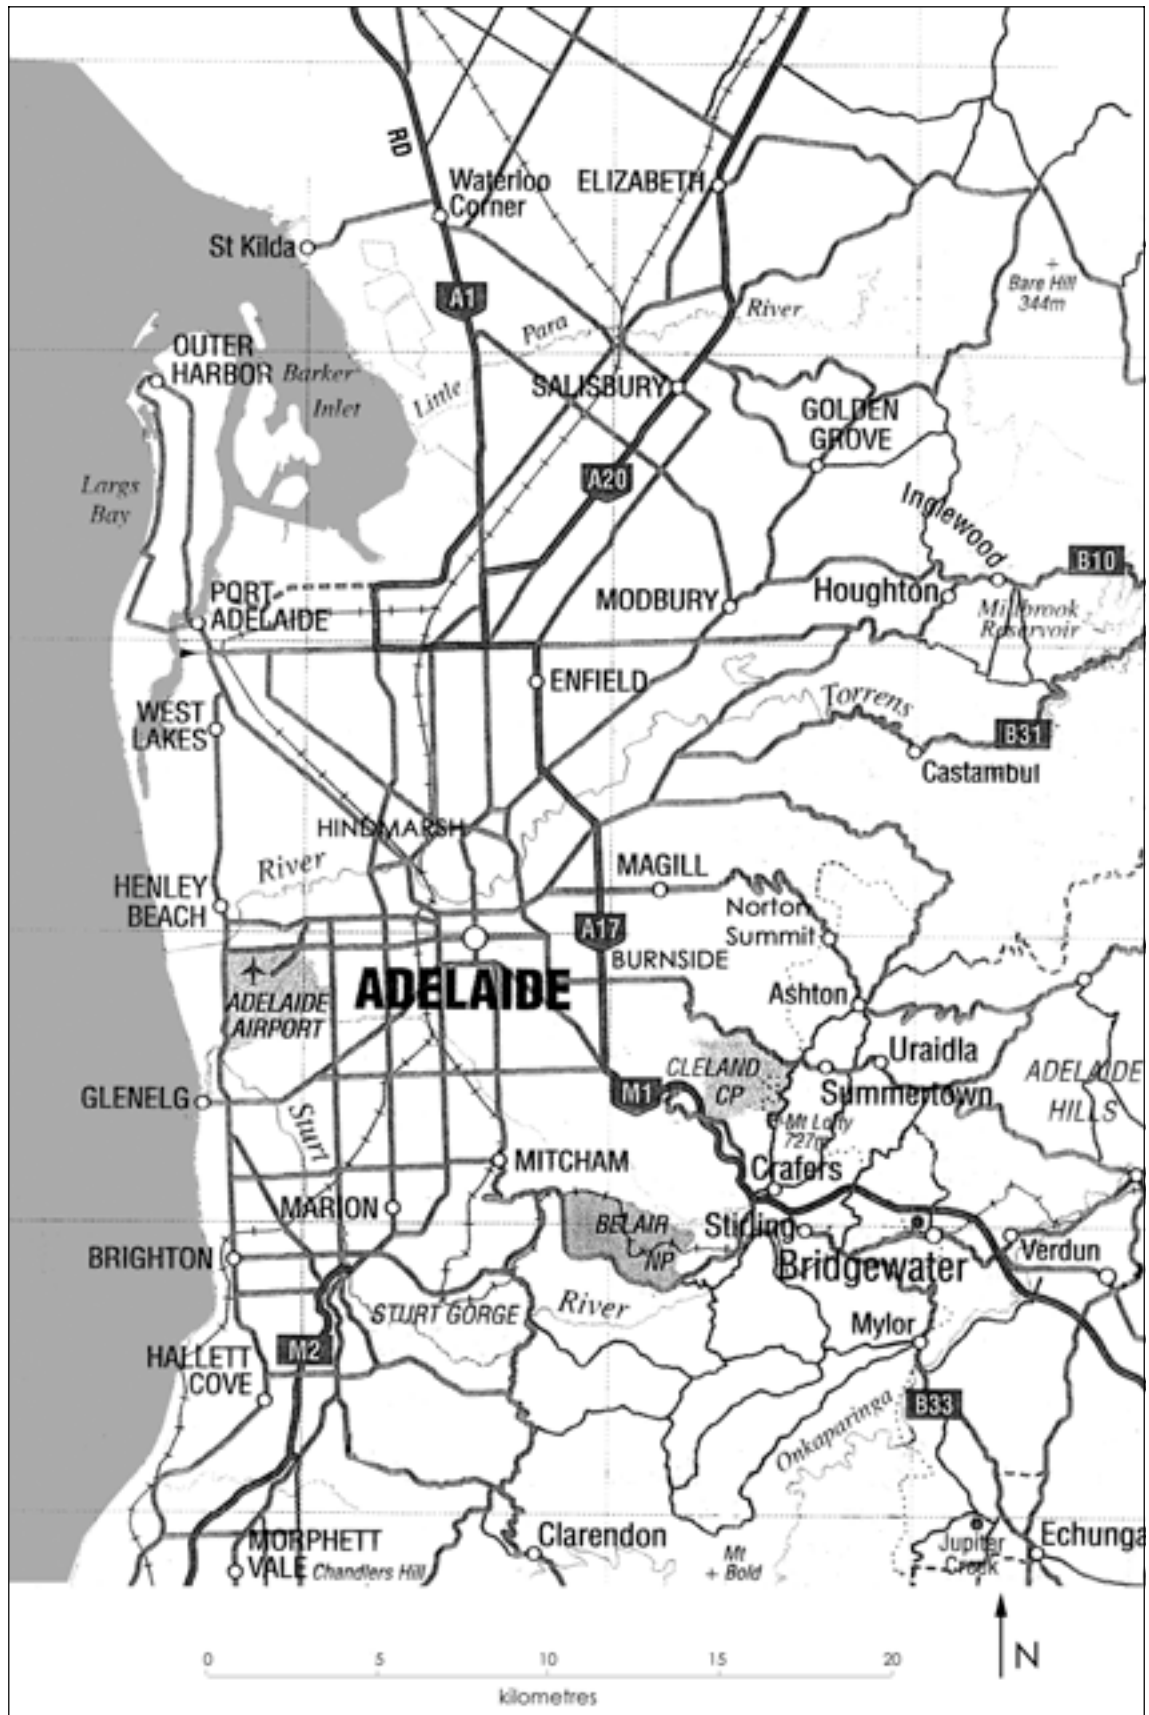 RD
Waterloo
Corner
ELIZABETH
St Kilda
A1
Bare Hill
344m
Little
Para
River
OUTER
HARBOR
Barker
Inlet
SALISBURY
GOLDEN
GROVE
A20
Largs
Bay
Inglewood
B10
PORT
ADELAIDE
MODBURY
Houghton
Millbrook
Reservoir
ENFIELD
WEST
LAKES
Torrens
B31
Castambul
HINDMARSH
River
HENLEY
BEACH
MAGILL
Norton
Summit
A17
BURNSIDE
ADELAIDE
ADELAIDE
AIRPORT
Ashton
Uraidla
CLELAND
CP
M1
Summertown
ADELAIDE
HILLS
GLENELG
Sturt
Mt Lofty
727m
Crafers
MITCHAM
MARION
BELAIR
NP
Stirling
Bridgewater
Verdun
BRIGHTON
STURT GORGE
River
Mylor
HALLETT
COVE
M2
B33
Onkaparinga
MORPHETT
VALE
Chandlers Hill
Clarendon
Mt
+ Bold
Jupiter
Creek
Echunga
N
0 5 10 15 20
kilometres